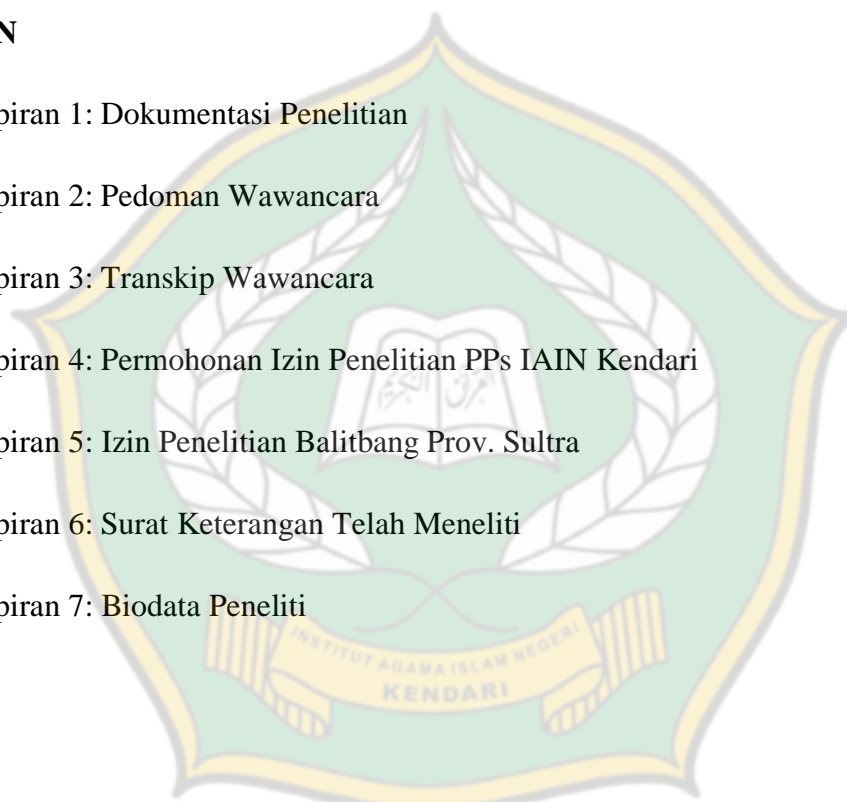 N
piran 1: Dokumentasi Penelitian
piran 2: Pedoman Wawancara
piran 3: Transkip Wawancara
piran 4: Permohonan Izin Penelitian PPs IAIN Kendari
القرآن الكريم
piran 5: Izin Penelitian Balitbang Prov. Sultra
piran 6: Surat Keterangan Telah Meneliti
piran 7: Biodata Peneliti
INSTITUT AGAMA ISLAM NEGERI
KENDARI